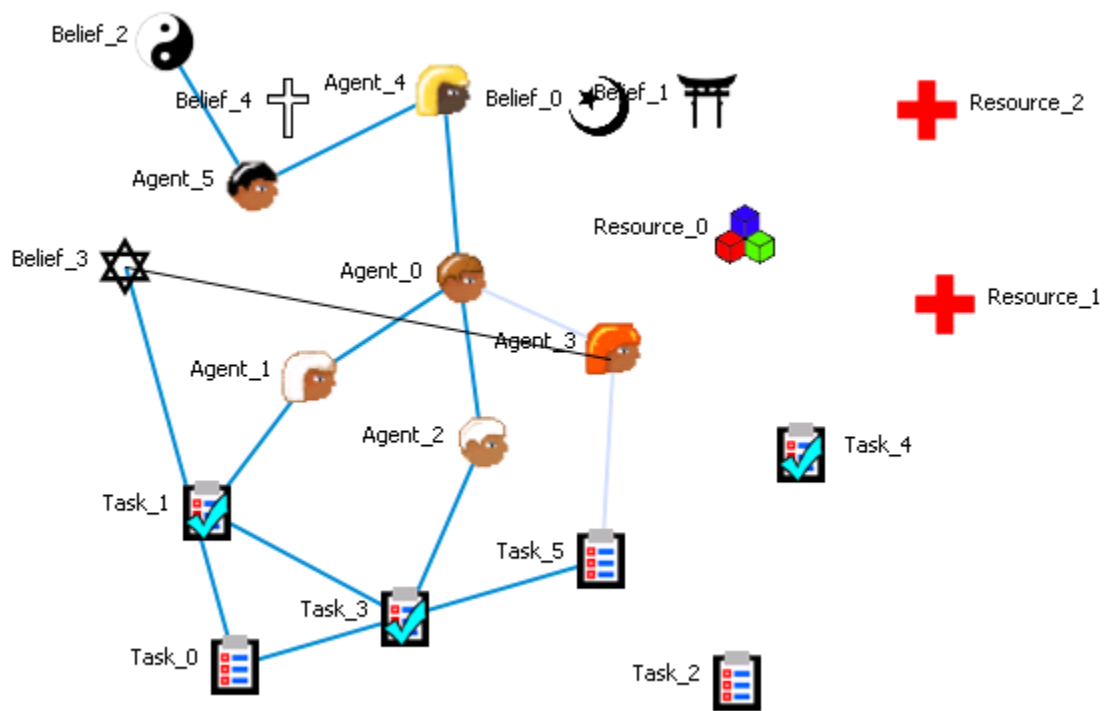 Belief_2
Belief_4
Agent_4
Belief_0
Belief_1
Resource_2
Agent_5
Resource_0
Belief_3
Agent_0
Resource_1
Agent_3
Agent_1
Agent_2
Task_4
Task_1
Task_5
Task_3
Task_0
Task_2